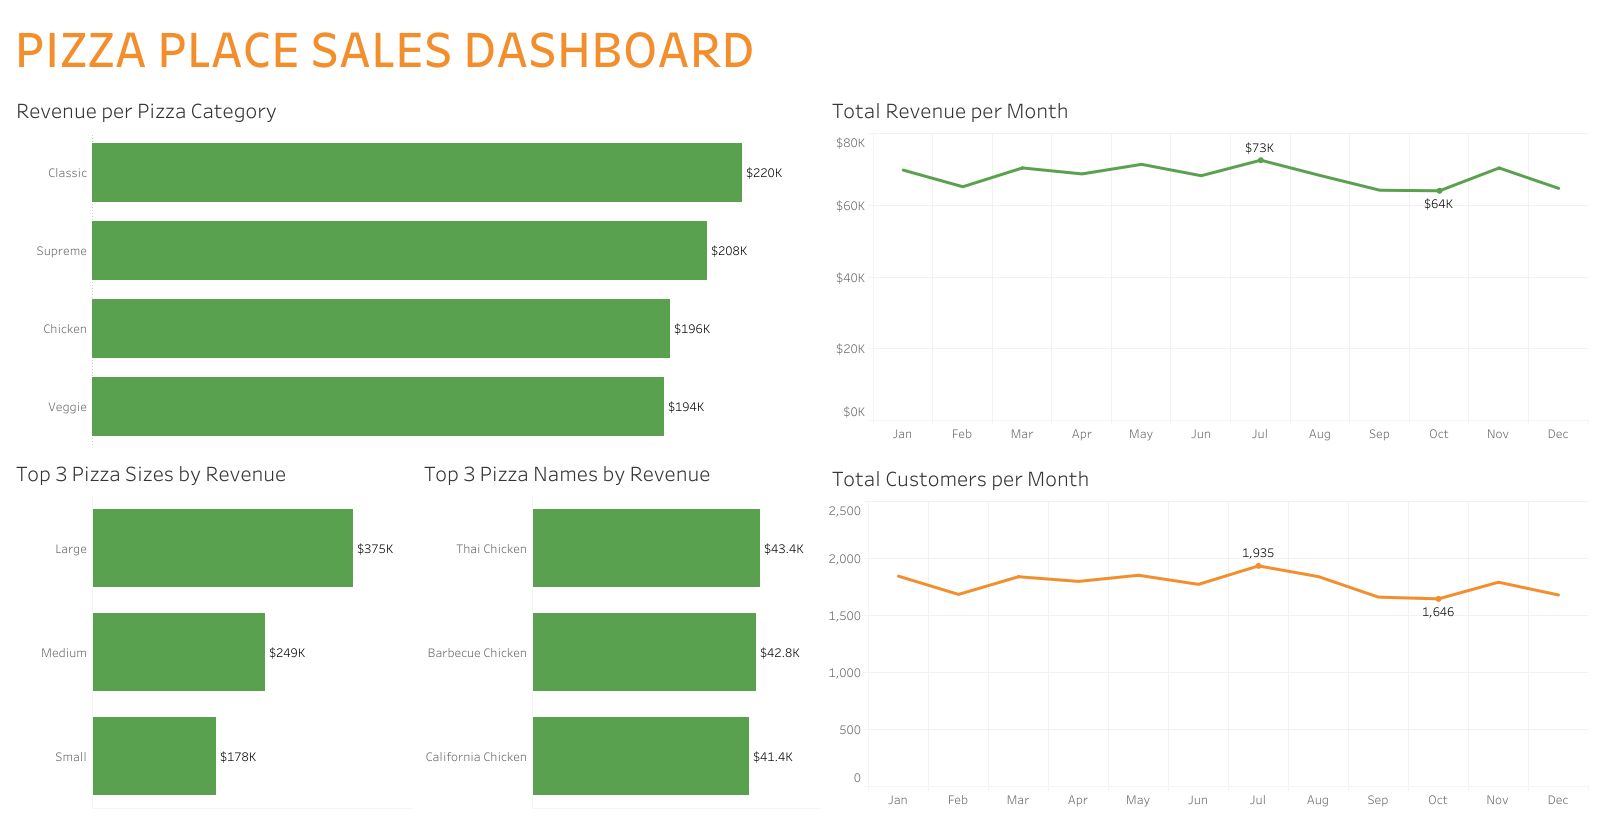 PIZZA PLACE SALES DASHBOARD
Revenue per Pizza Category
Classic $220K
Supreme $208K
Chicken $196K
Veggie $194K
Total Revenue per Month
$80K
$60K
$40K
$20K
$0K
$73K
$64K
Jan Feb Mar Apr May Jun Jul Aug Sep Oct Nov Dec
Top 3 Pizza Sizes by Revenue
Large $375K
Medium $249K
Small $178K
Top 3 Pizza Names by Revenue
Thai Chicken $43.4K
Barbecue Chicken $42.8K
California Chicken $41.4K
Total Customers per Month
2,500
2,000
1,500
1,000
500
0
1,935
1,646
Jan Feb Mar Apr May Jun Jul Aug Sep Oct Nov Dec